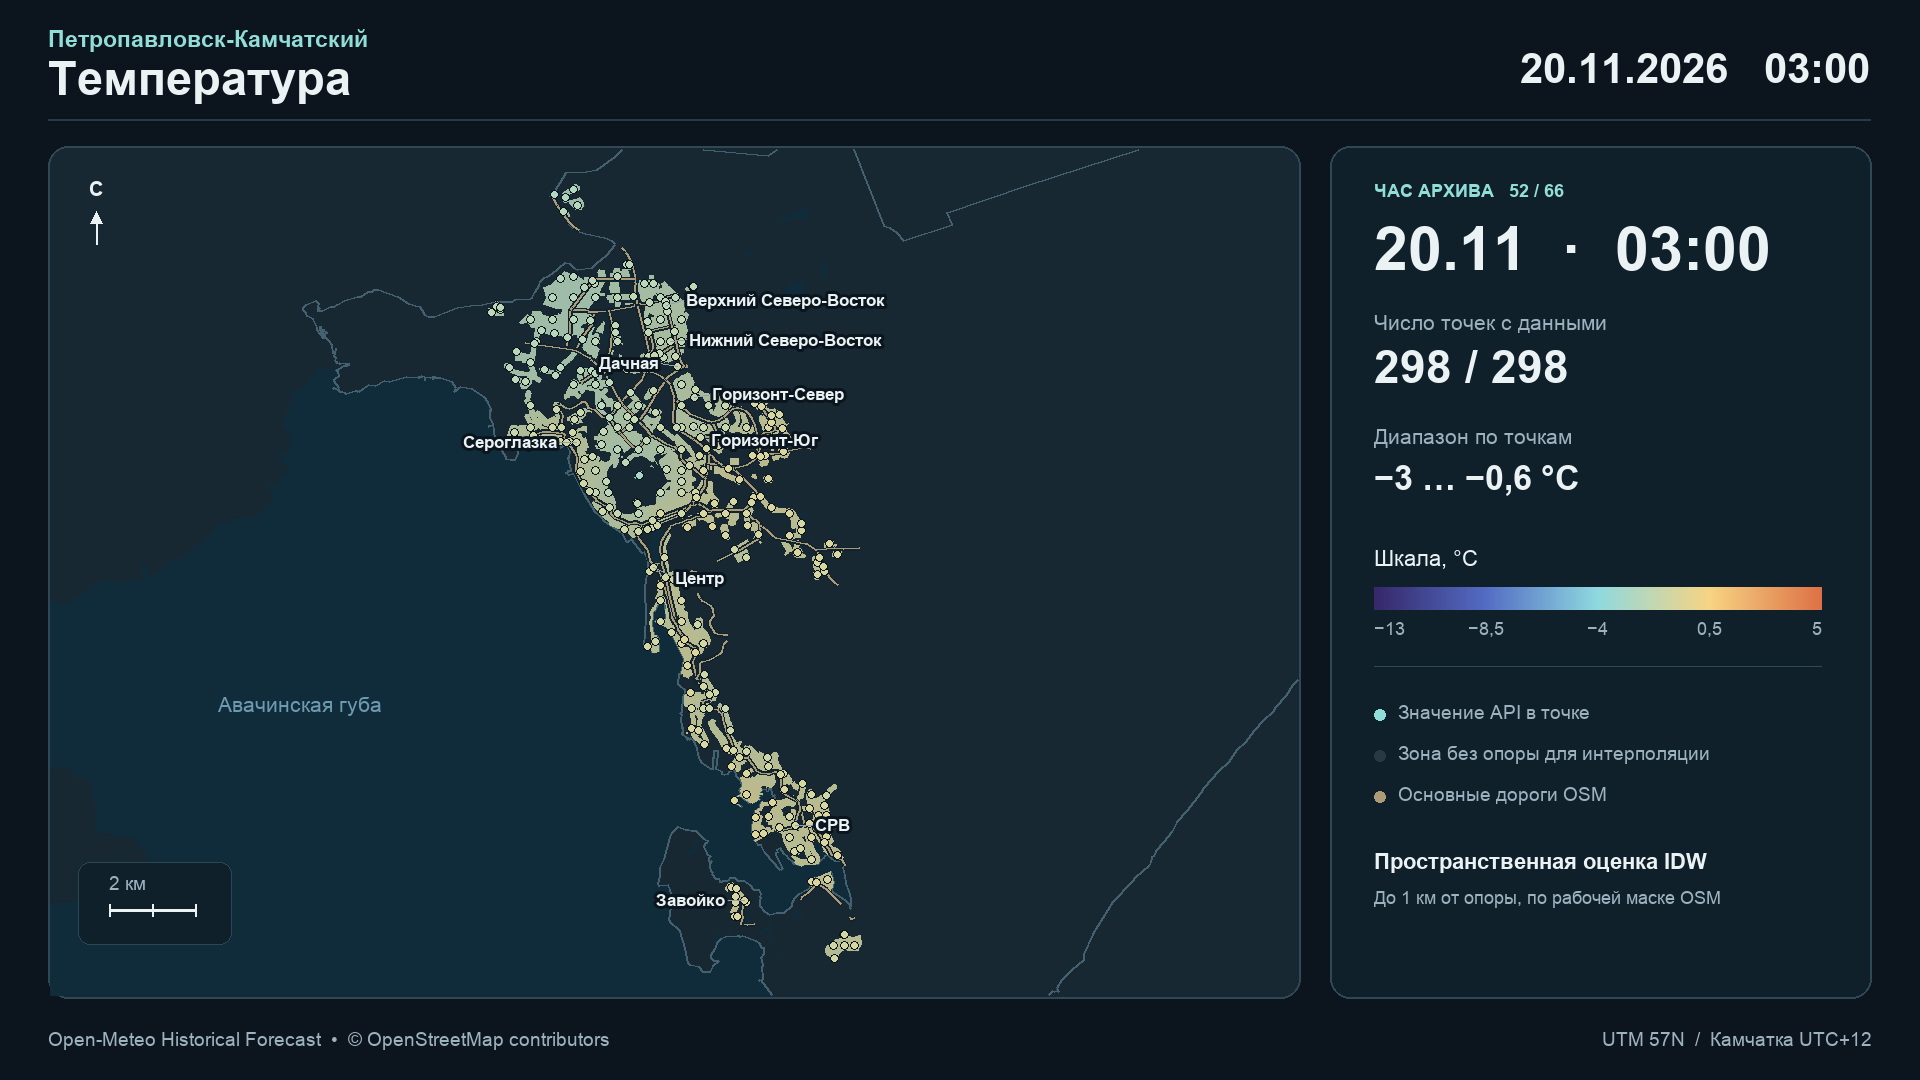 Петропавловск-Камчатский
Температура
20.11.2026 03:00
С
Верхний Северо-Восток
Нижний Северо-Восток
Дачная
Горизонт-Север
Сероглазка
Горизонт-Юг
Центр
Авачинская губа
СРВ
Завойко
2 км
ЧАС АРХИВА 52 / 66
20.11 · 03:00
Число точек с данными
298 / 298
Диапазон по точкам
−3 … −0,6 °C
Шкала, °C
−13 −8,5 −4 0,5 5
Значение API в точке
Зона без опоры для интерполяции
Основные дороги OSM
Пространственная оценка IDW
До 1 км от опоры, по рабочей маске OSM
Open-Meteo Historical Forecast • © OpenStreetMap contributors
UTM 57N / Камчатка UTC+12